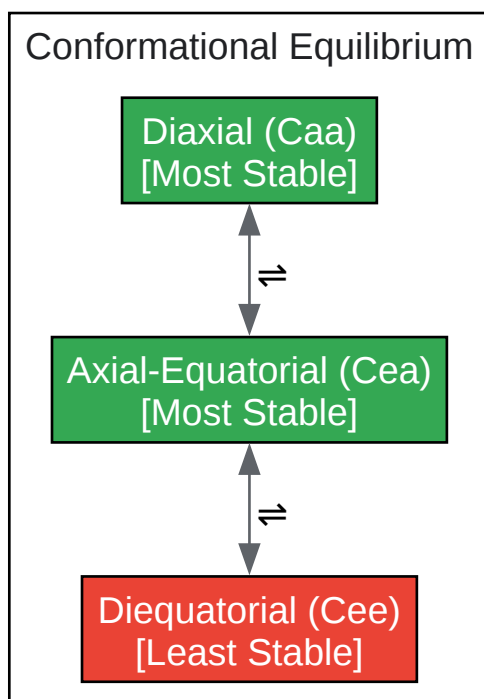 Conformational Equilibrium
Diaxial (Caa)
[Most Stable]
⇌
Axial-Equatorial (Cea)
[Most Stable]
⇌
Diequatorial (Cee)
[Least Stable]